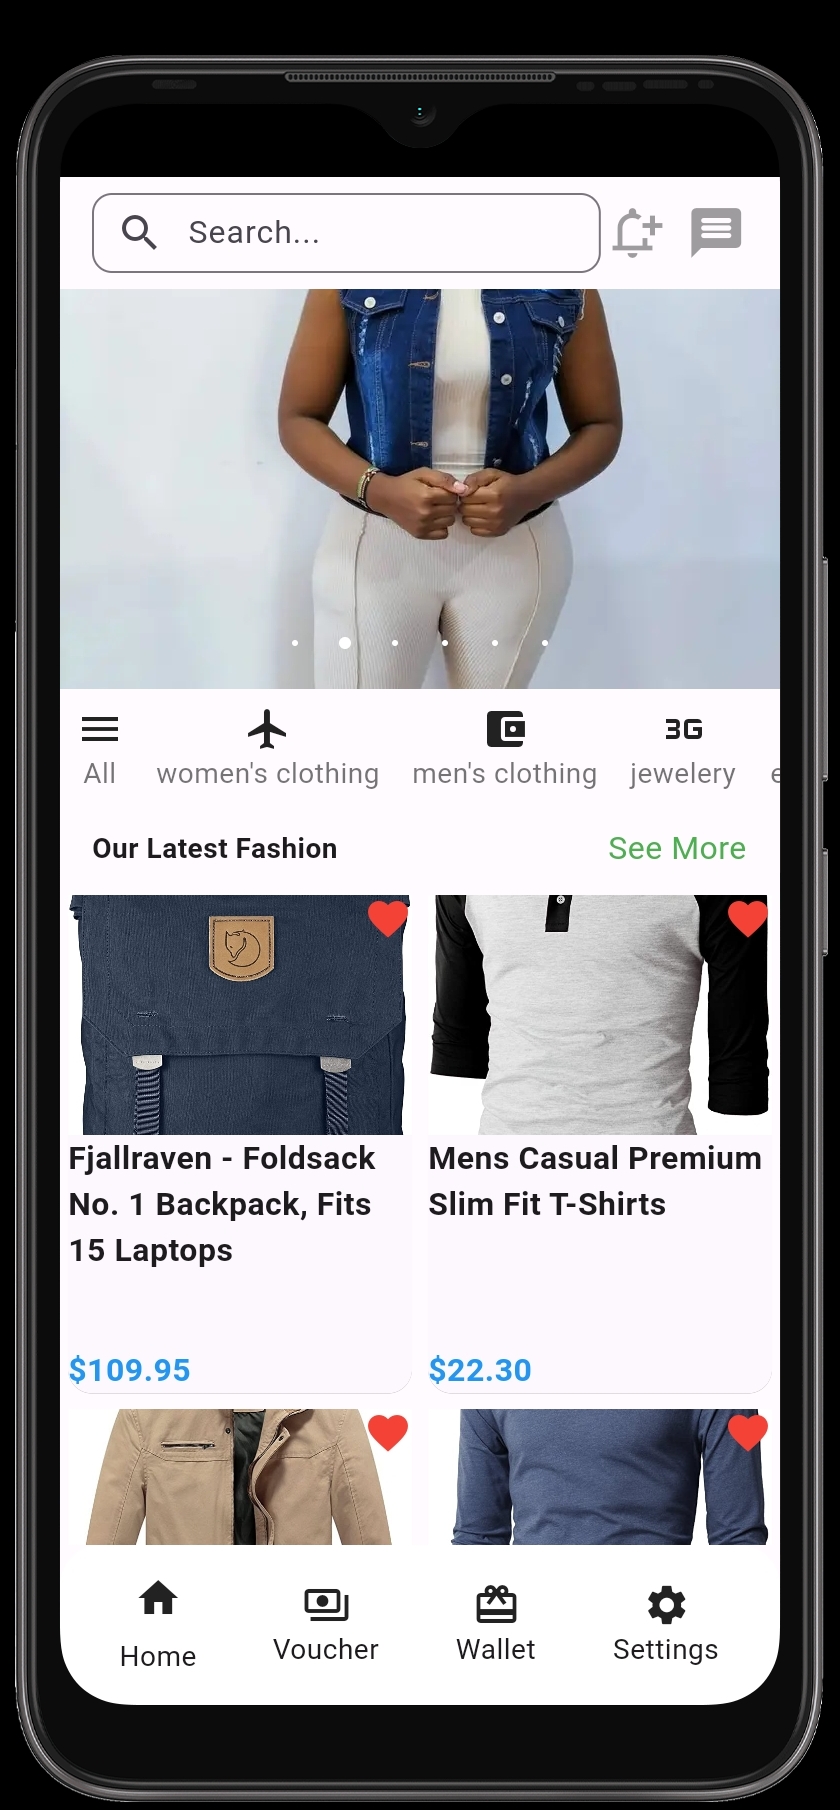 Search...
All
women's clothing
men's clothing
3G
jewelery
e
Our Latest Fashion
See More
Fjallraven - Foldsack
No. 1 Backpack, Fits
15 Laptops
Mens Casual Premium
Slim Fit T-Shirts
$109.95
$22.30
Home
Voucher
Wallet
Settings